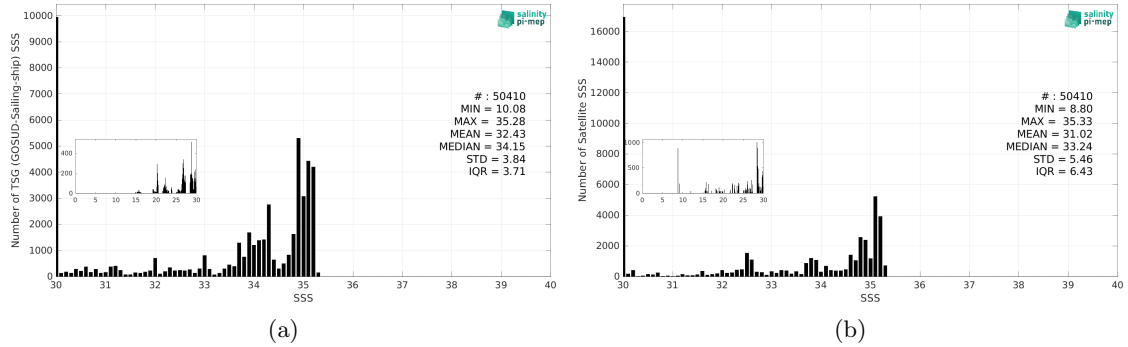 salinity
pi-mep
Number of TSG (GOSUD-Sailing-ship) SSS
10000
9000
8000
7000
6000
5000
4000
3000
2000
1000
0
# : 50410
MIN = 10.08
MAX = 35.28
MEAN = 32.43
MEDIAN = 34.15
STD = 3.84
IQR = 3.71
400
200
0
0 5 10 15 20 25 30
30 31 32 33 34 35 36 37 38 39 40
SSS
(a)
salinity
pi-mep
Number of Satellite SSS
16000
14000
12000
10000
8000
6000
4000
2000
0
# : 50410
MIN = 8.80
MAX = 35.33
MEAN = 31.02
MEDIAN = 33.24
STD = 5.46
IQR = 6.43
1000
500
0
0 5 10 15 20 25 30
30 31 32 33 34 35 36 37 38 39 40
SSS
(b)